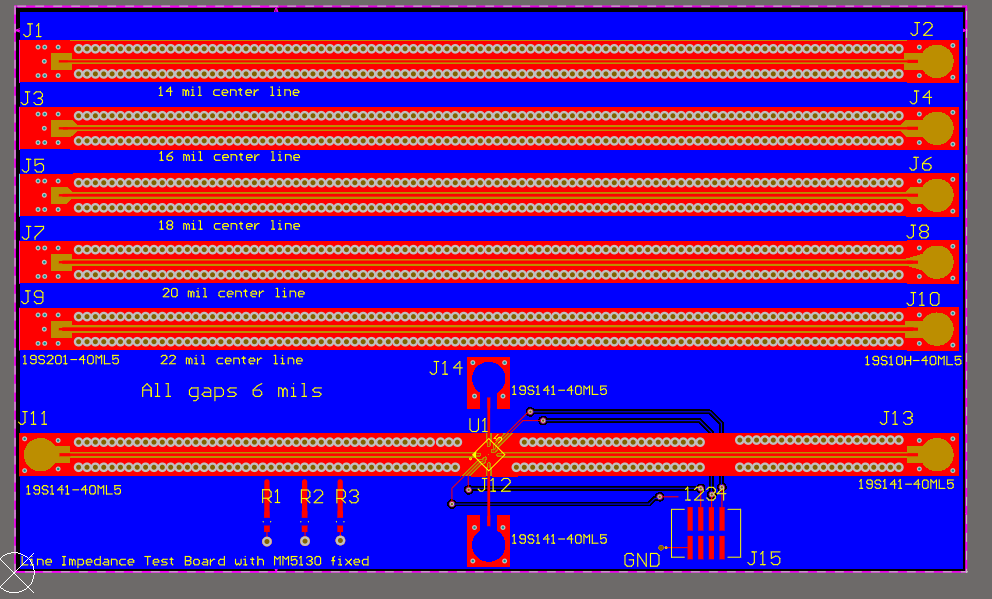 J1 J2
14 mil center line
J3 J4
16 mil center line
J5 J6
18 mil center line
J7 J8
20 mil center line
J9 J10
19S201-40ML5 22 mil center line 19S10H-40ML5
J14
All gaps 6 mils 19S141-40ML5
J11 U1 J13
J12
19S141-40ML5 19S141-40ML5
R1 R2 R3 1234
19S141-40ML5
Line Impedance Test Board with MM5130 fixed GND J15